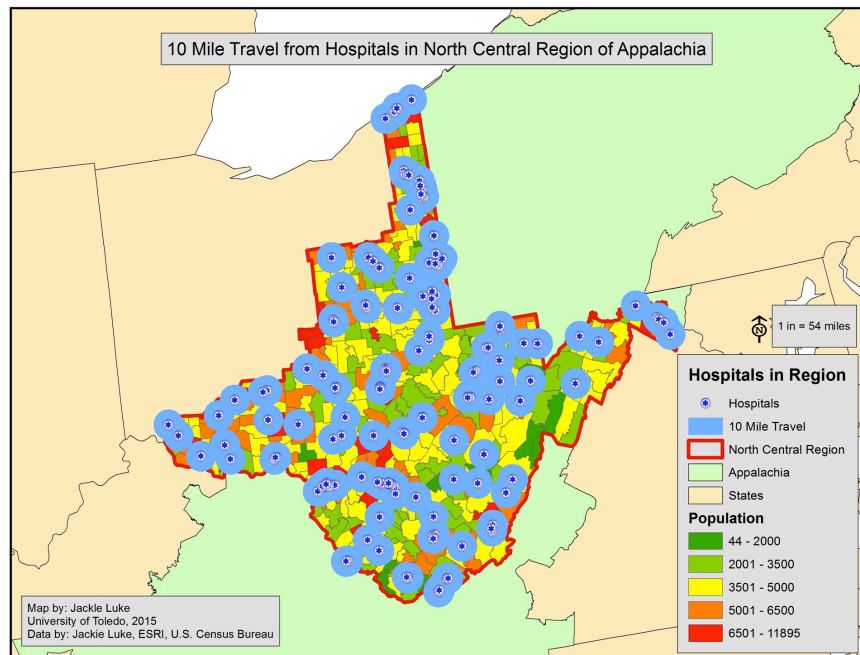 10 Mile Travel from Hospitals in North Central Region of Appalachia
N
1 in = 54 miles
Hospitals in Region
Hospitals
10 Mile Travel
North Central Region
Appalachia
States
Population
44 - 2000
2001 - 3500
3501 - 5000
5001 - 6500
6501 - 11895
Map by: Jackie Luke
University of Toledo, 2015
Data by: Jackie Luke, ESRI, U.S. Census Bureau